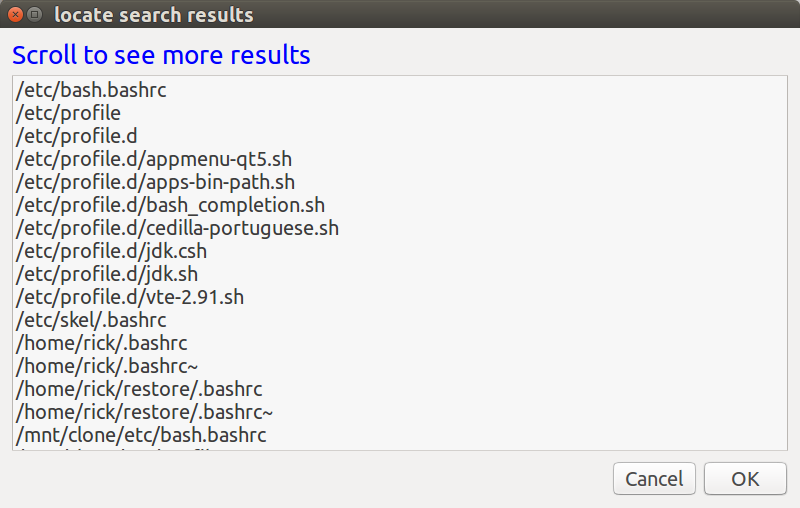 locate search results
Scroll to see more results
/etc/bash.bashrc
/etc/profile
/etc/profile.d
/etc/profile.d/appmenu-qt5.sh
/etc/profile.d/apps-bin-path.sh
/etc/profile.d/bash_completion.sh
/etc/profile.d/cedilla-portuguese.sh
/etc/profile.d/jdk.csh
/etc/profile.d/jdk.sh
/etc/profile.d/vte-2.91.sh
/etc/skel/.bashrc
/home/rick/.bashrc
/home/rick/.bashrc~
/home/rick/restore/.bashrc
/home/rick/restore/.bashrc~
/mnt/clone/etc/bash.bashrc
Cancel OK